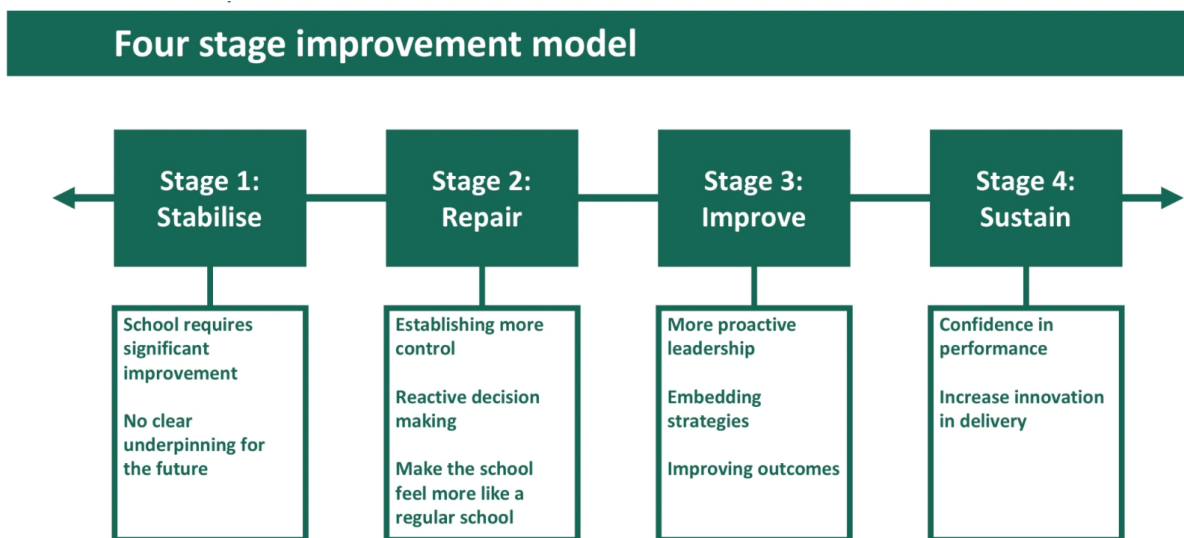 Four stage improvement model
Stage 1:
Stabilise
School requires
significant
improvement
No clear
underpinning for
the future
Stage 2:
Repair
Establishing more
control
Reactive decision
making
Make the school
feel more like a
regular school
Stage 3:
Improve
More proactive
leadership
Embedding
strategies
Improving outcomes
Stage 4:
Sustain
Confidence in
performance
Increase innovation
in delivery